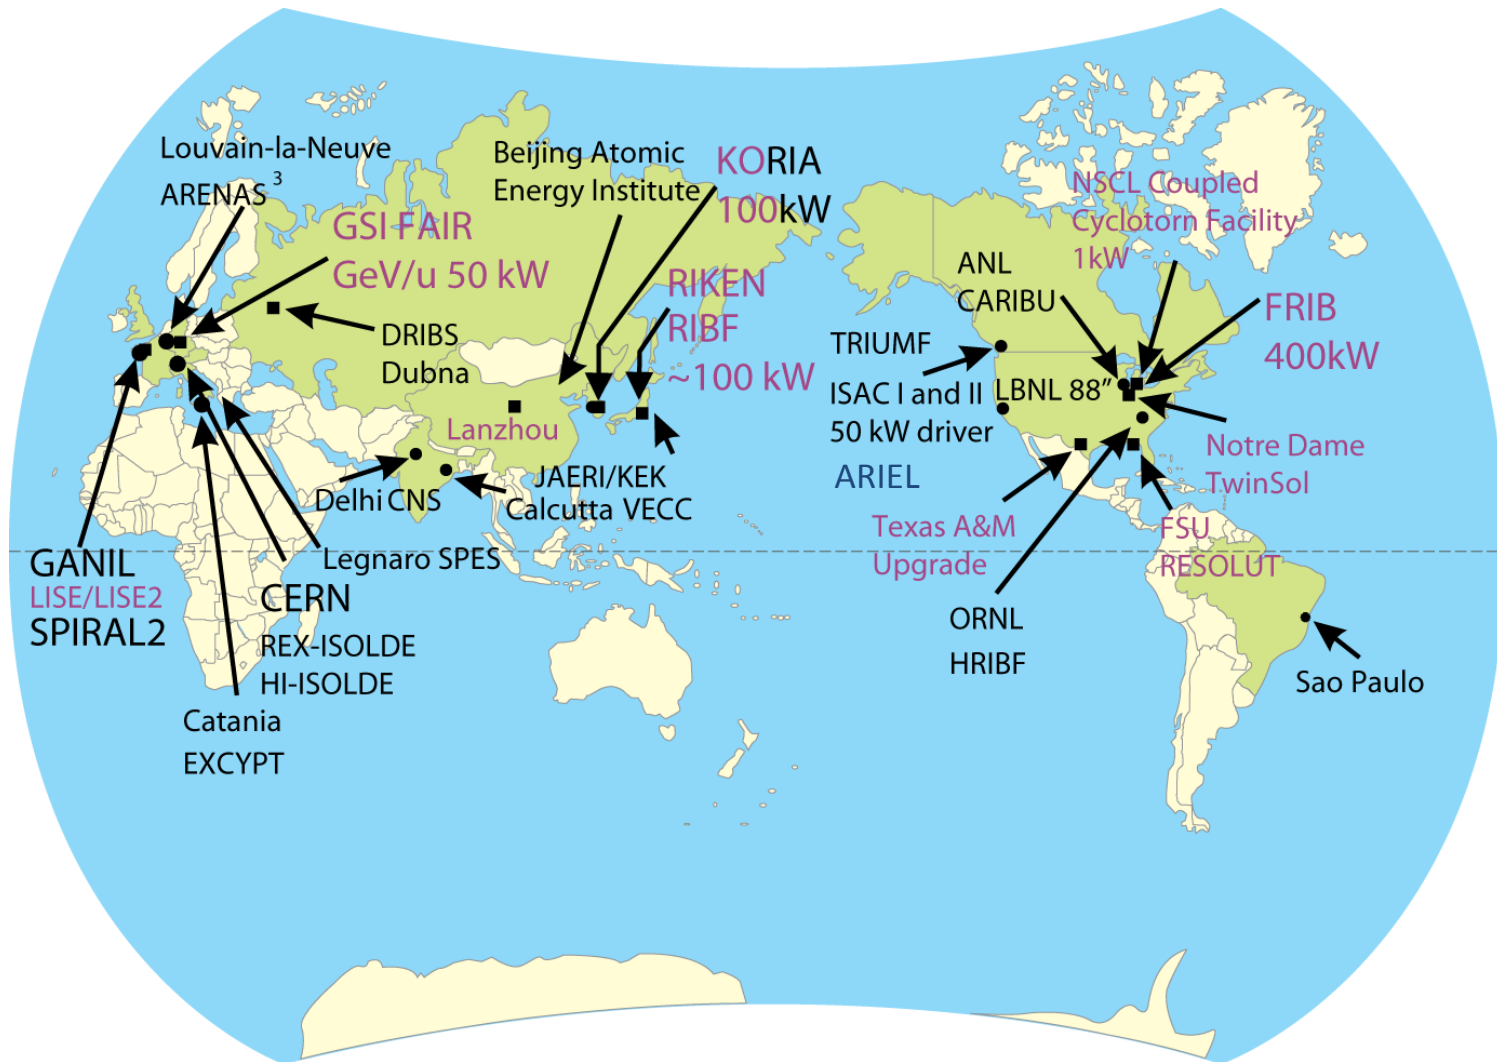 Louvain-la-Neuve
ARENAS 3
GSI FAIR
GeV/u 50 kW
DRIBS
Dubna
Beijing Atomic
Energy Institute
KORIA
100kW
RIKEN
RIBF
~100 kW
Lanzhou
JAERI/KEK
Delhi CNS
Calcutta VECC
Legnaro SPES
GANIL
LISE/LISE2
SPIRAL2
CERN
REX-ISOLDE
HI-ISOLDE
Catania
EXCYPT
NSCL Coupled
Cyclotorn Facility
1kW
ANL
CARIBU
FRIB
400kW
TRIUMF
ISAC I and II
50 kW driver
ARIEL
LBNL 88”
Notre Dame
TwinSol
Texas A&M
Upgrade
FSU
RESOLUT
ORNL
HRIBF
Sao Paulo